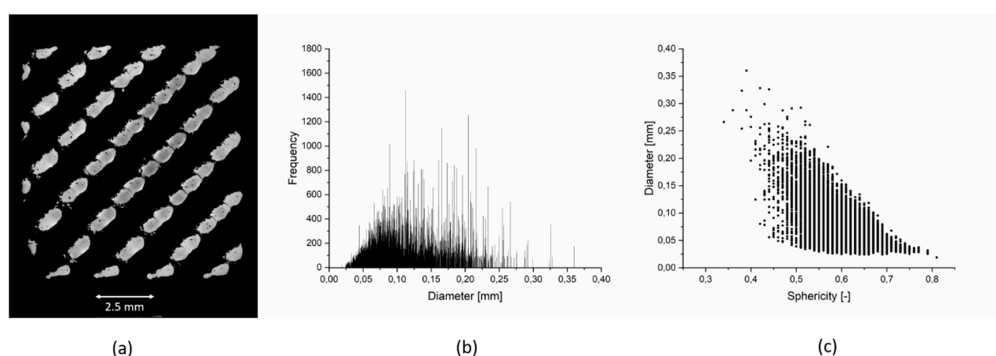 2.5 mm
(a)
1800
1600
1400
1200
1000
800
600
400
200
0
Frequency
0,00 0,05 0,10 0,15 0,20 0,25 0,30 0,35 0,40
Diameter [mm]
(b)
0,40
0,35
0,30
0,25
0,20
0,15
0,10
0,05
0,00
Diameter [mm]
0,3 0,4 0,5 0,6 0,7 0,8
Sphericity [-]
(c)